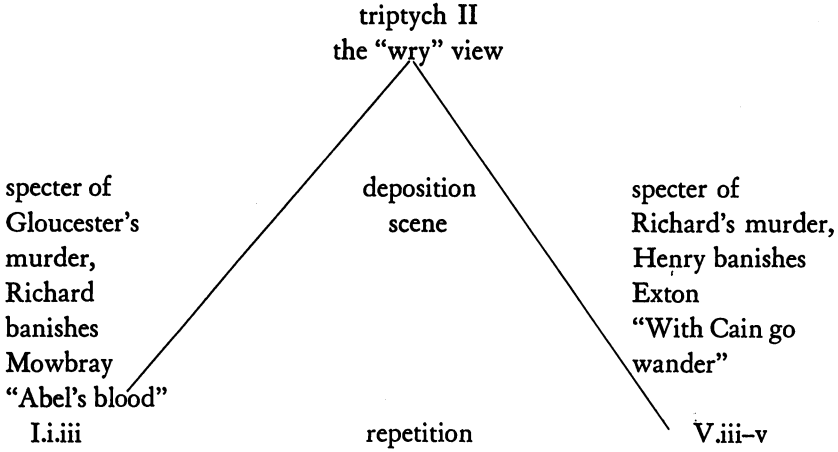 triptych II
the “wry” view
specter of
Gloucester’s
murder,
Richard
banishes
Mowbray
“Abel’s blood”
I.i.iii
deposition
scene
repetition
specter of
Richard’s murder,
Henry banishes
Exton
“With Cain go
wander”
V.iii–v